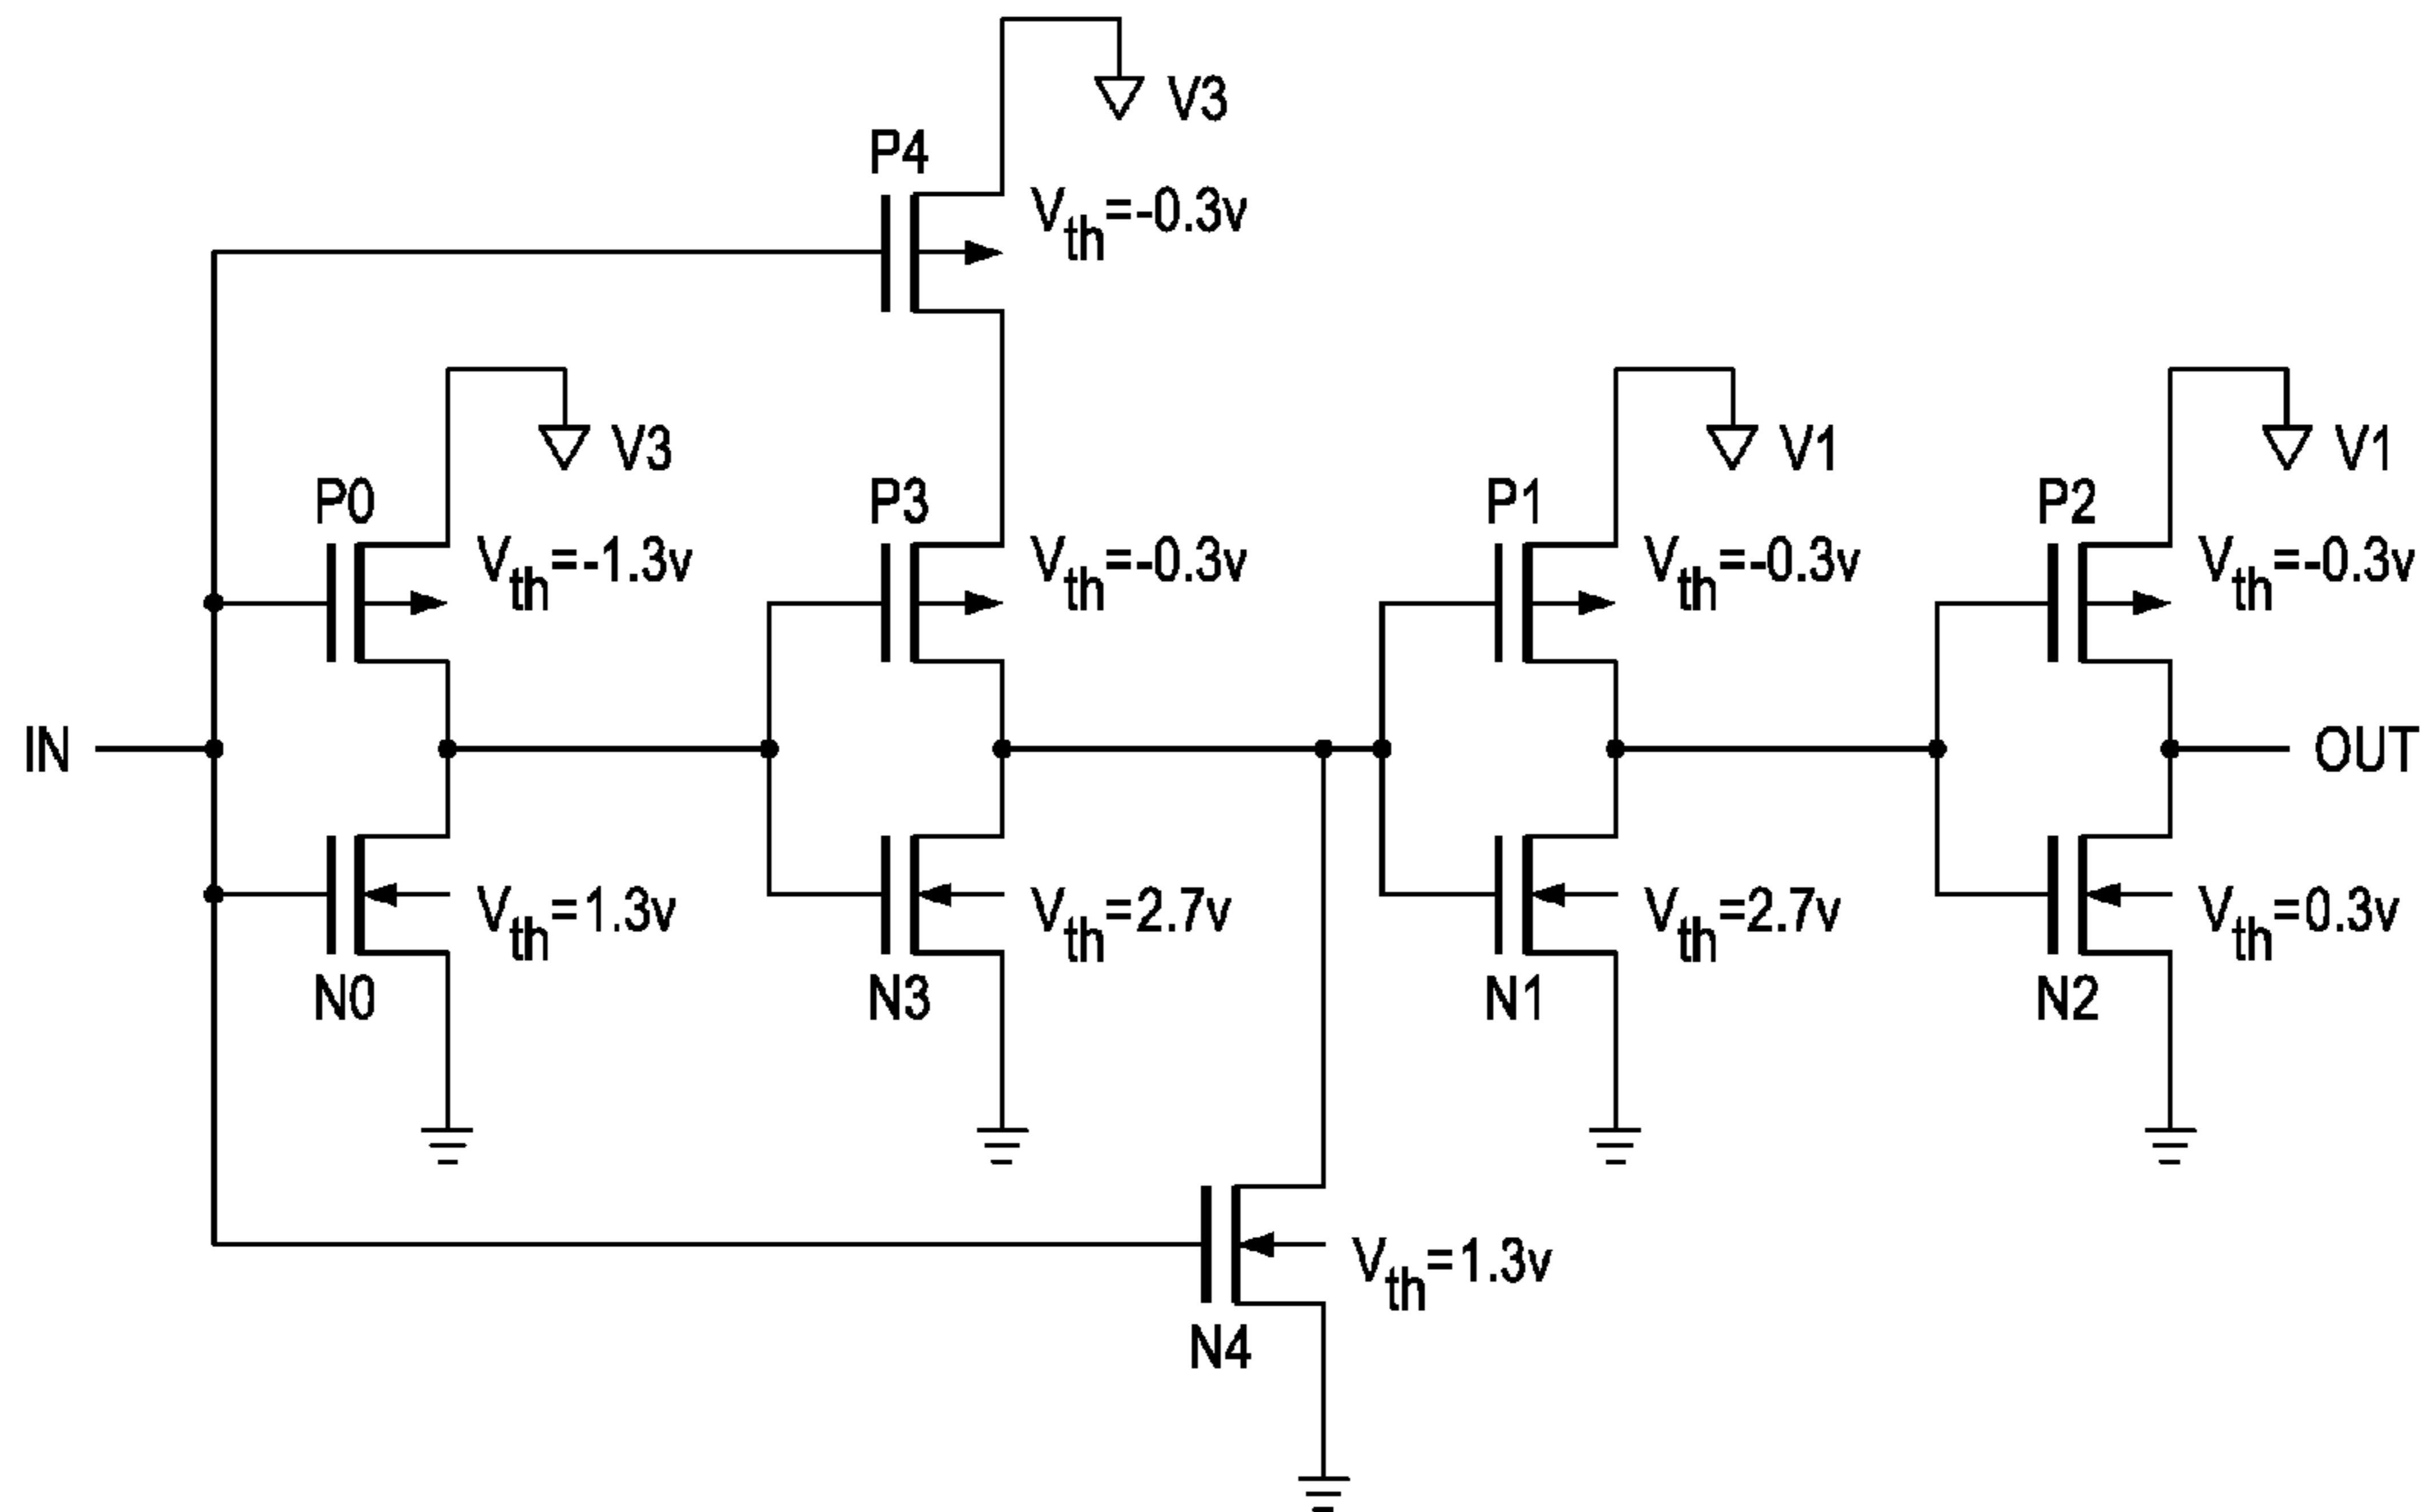 V3
P4
Vth=-0.3v
V3
V1
V1
P0
P3
P1
P2
Vth=-1.3v
Vth=-0.3v
Vth=-0.3v
Vth=-0.3v
IN
OUT
Vth=1.3v
Vth=2.7v
Vth=2.7v
Vth=0.3v
N0
N3
N1
N2
Vth=1.3v
N4